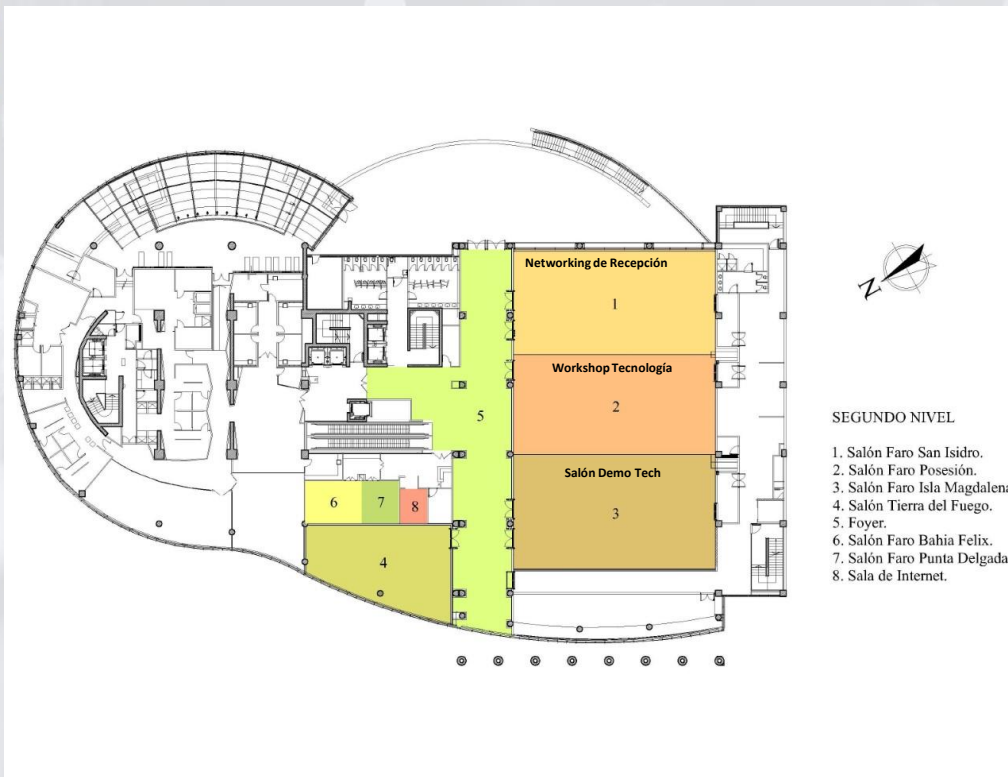 Networking de Recepción
1
Workshop Tecnología
2
Salón Demo Tech
3
5
6
7
8
4
N
SEGUNDO NIVEL
1. Salón Faro San Isidro.
2. Salón Faro Posesión.
3. Salón Faro Isla Magdalena
4. Salón Tierra del Fuego.
5. Foyer.
6. Salón Faro Bahia Felix.
7. Salón Faro Punta Delgada
8. Sala de Internet.